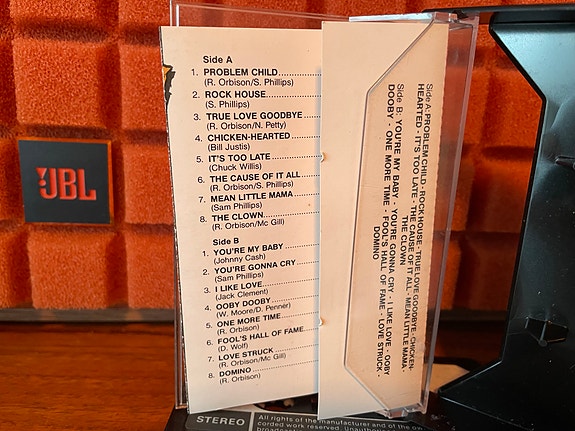 Side A
1. PROBLEM CHILD
(R. Orbison/S. Phillips)
2. ROCK HOUSE
(S. Phillips)
3. TRUE LOVE GOODBYE
(R. Orbison/N. Petty)
4. CHICKEN-HEARTED
(Bill Justis)
5. IT'S TOO LATE
(Chuck Willis)
6. THE CAUSE OF IT ALL
(R. Orbison/S. Phillips)
7. MEAN LITTLE MAMA
(Sam Phillips)
8. THE CLOWN
(R. Orbison/Mc Gill)
Side B
1. YOU'RE MY BABY
(Johnny Cash)
2. YOU'RE GONNA CRY
(Sam Phillips)
3. I LIKE LOVE
(Jack Clement)
4. OOBY DOOBY
(W. Moore/D. Penner)
5. ONE MORE TIME
(R. Orbison)
6. FOOL'S HALL OF FAME
(D. Wolf)
7. LOVE STRUCK
(R. Orbison/Mc Gill)
8. DOMINO
(R. Orbison)
Side A: PROBLEM CHILD - ROCK HOUSE - TRUE LOVE GOODBYE - CHICKEN-
HEARTED - IT'S TOO LATE - THE CAUSE OF IT ALL - MEAN LITTLE MAMA -
THE CLOWN
Side B: YOU'RE MY BABY - YOU'RE GONNA CRY - I LIKE LOVE - OOBY
DOOBY - ONE MORE TIME - FOOL'S HALL OF FAME - LOVE STRUCK -
DOMINO
JBL
STEREO
All rights of the manufacturer and of the ow
corded work reserved. Unauthor
broadca